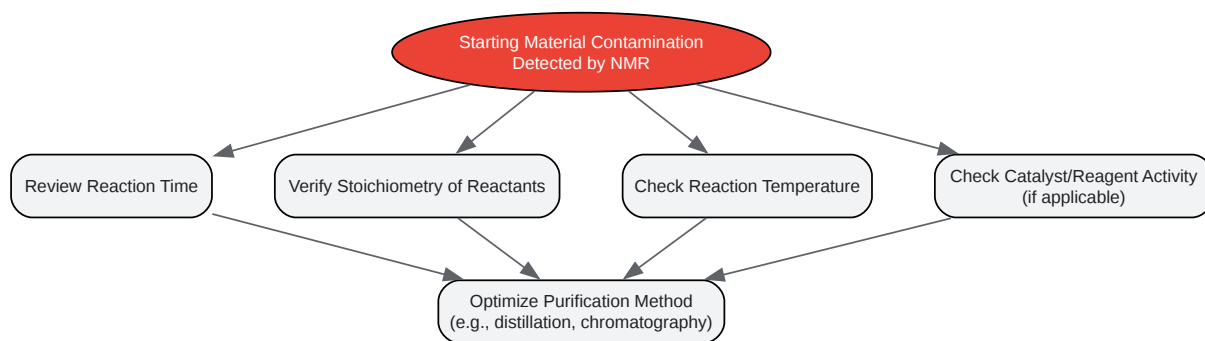 Starting Material Contamination
Detected by NMR
Review Reaction Time
Verify Stoichiometry of Reactants
Check Reaction Temperature
Check Catalyst/Reagent Activity
(if applicable)
Optimize Purification Method
(e.g., distillation, chromatography)